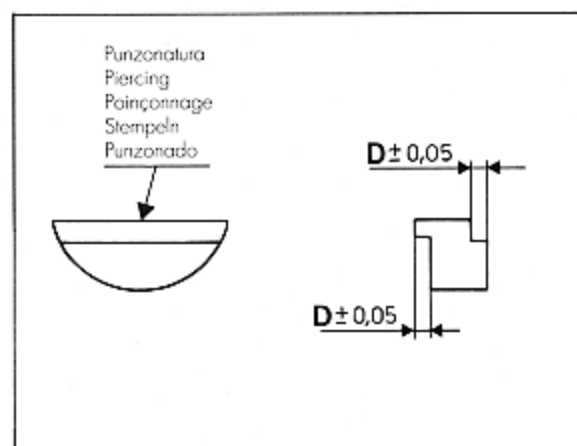 Punzonatura
Piercing
Poinçonnage
Stempeln
Punzonado
D ± 0,05
D ± 0,05